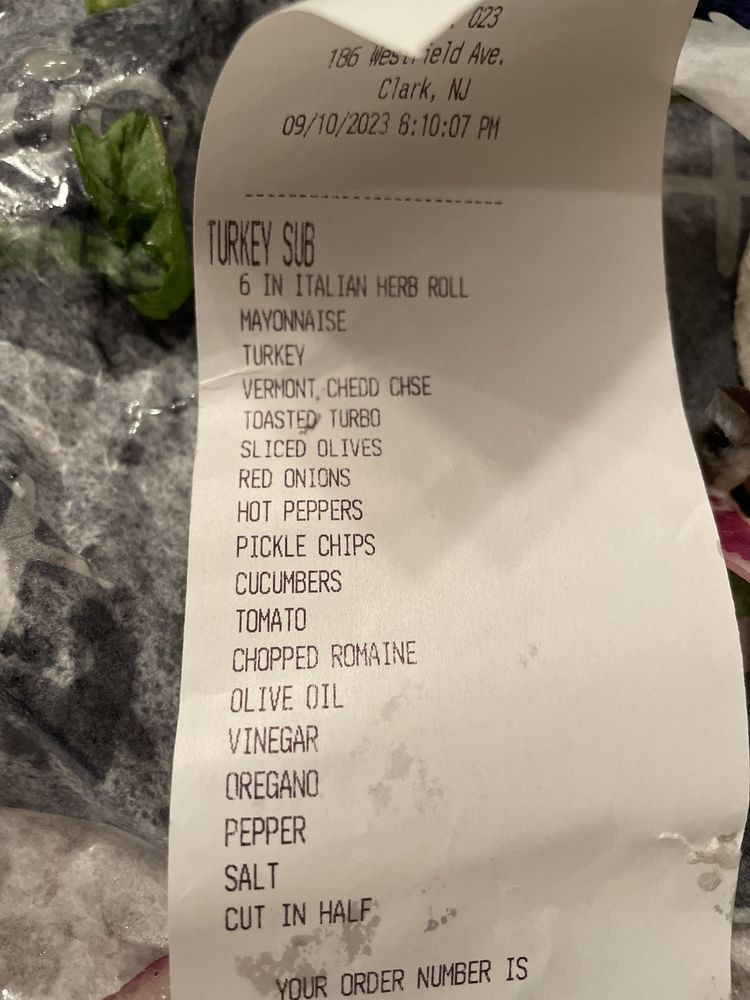 023
186 Westfield Ave.
Clark, NJ
09/10/2023 6:10:07 PM
TURKEY SUB
6 IN ITALIAN HERB ROLL
MAYONNAISE
TURKEY
VERMONT CHEDD CHSE
TOASTED TURBO
SLICED OLIVES
RED ONIONS
HOT PEPPERS
PICKLE CHIPS
CUCUMBERS
TOMATO
CHOPPED ROMAINE
OLIVE OIL
VINEGAR
OREGANO
PEPPER
SALT
CUT IN HALF
YOUR ORDER NUMBER IS